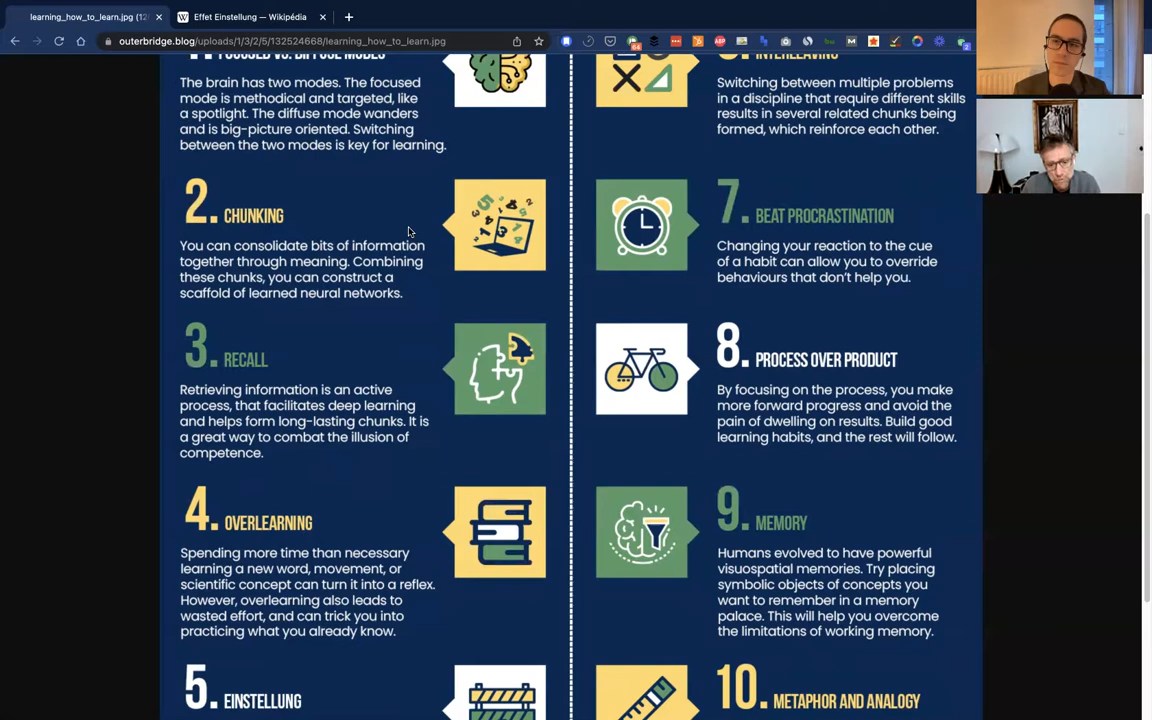 learning_how_to_learn.jpg (12
Effet Einstellung — Wikipédia
outerbridge.blog/uploads/1/3/2/5/132524668/learning_how_to_learn.jpg
FOCUSED VS. DIFFUSE MODES
The brain has two modes. The focused
mode is methodical and targeted, like
a spotlight. The diffuse mode wanders
and is big-picture oriented. Switching
between the two modes is key for learning.
2. CHUNKING
You can consolidate bits of information
together through meaning. Combining
these chunks, you can construct a
scaffold of learned neural networks.
3. RECALL
Retrieving information is an active
process, that facilitates deep learning
and helps form long-lasting chunks. It is
a great way to combat the illusion of
competence.
4. OVERLEARNING
Spending more time than necessary
learning a new word, movement, or
scientific concept can turn it into a reflex.
However, overlearning also leads to
wasted effort, and can trick you into
practicing what you already know.
5. EINSTELLUNG
INTERLEAVING
Switching between multiple problems
in a discipline that require different skills
results in several related chunks being
formed, which reinforce each other.
7. BEAT PROCRASTINATION
Changing your reaction to the cue
of a habit can allow you to override
behaviours that don't help you.
8. PROCESS OVER PRODUCT
By focusing on the process, you make
more forward progress and avoid the
pain of dwelling on results. Build good
learning habits, and the rest will follow.
9. MEMORY
Humans evolved to have powerful
visuospatial memories. Try placing
symbolic objects of concepts you
want to remember in a memory
palace. This will help you overcome
the limitations of working memory.
10. METAPHOR AND ANALOGY